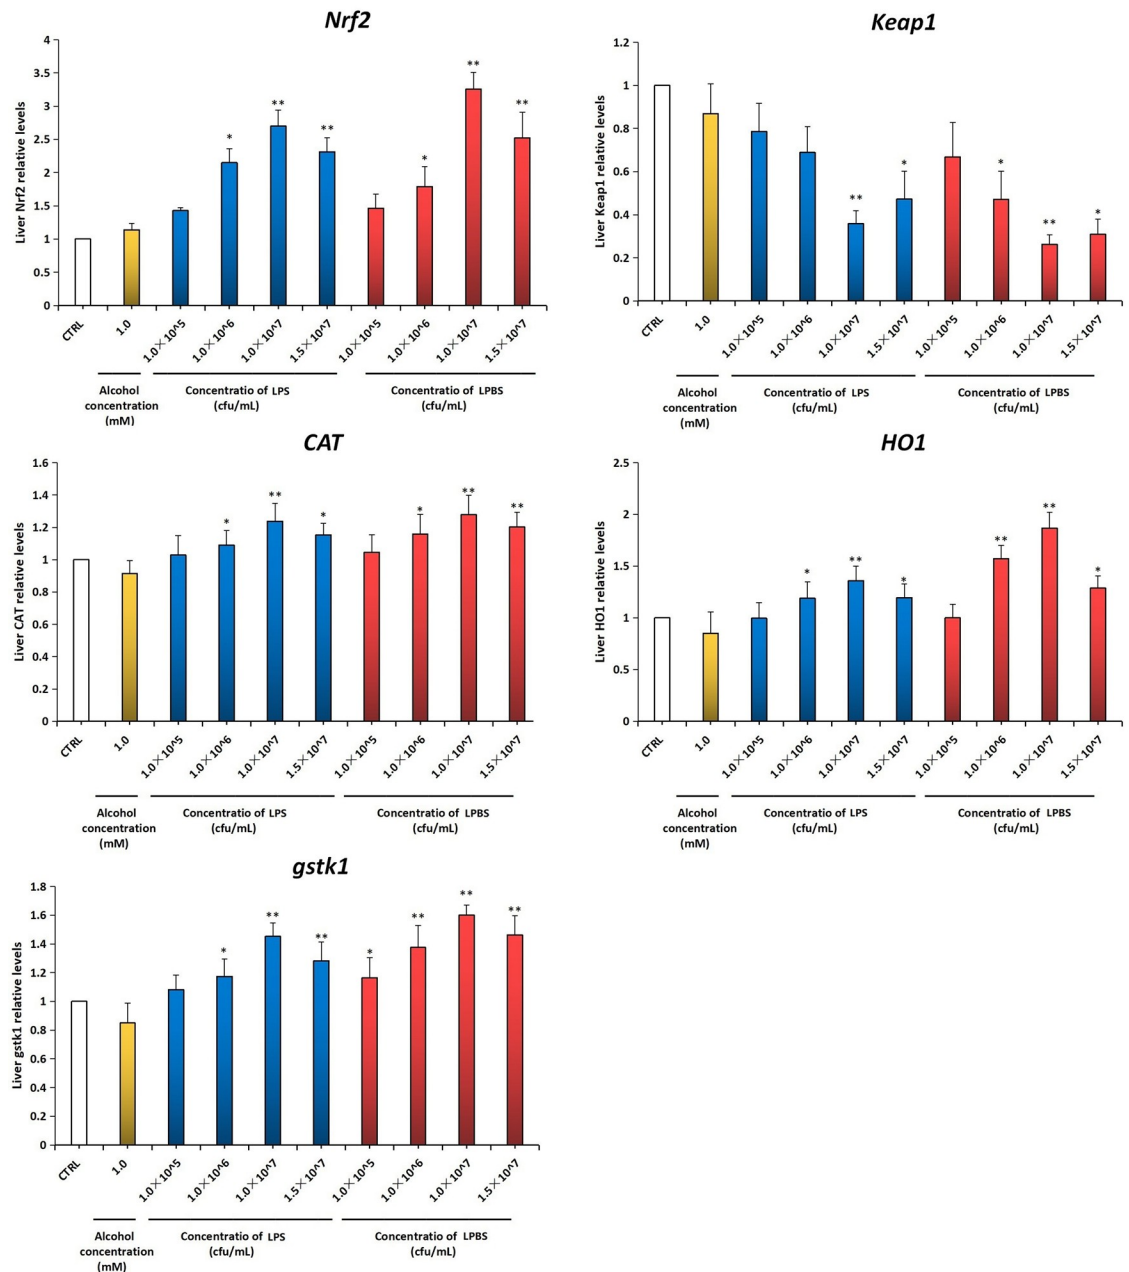 Nrf2
Liver Nrf2 relative levels
4
3.5
3
2.5
2
1.5
1
0.5
0
* ** ** * ** **
CTRL 1.0 1.0×10^5 1.0×10^6 1.0×10^7 1.5×10^7 1.0×10^5 1.0×10^6 1.0×10^7 1.5×10^7
Alcohol
concentration
(mM)
Concentratio of LPS
(cfu/mL)
Concentratio of LPBS
(cfu/mL)
Keap1
Liver Keap1 relative levels
1.2
1
0.8
0.6
0.4
0.2
0
** * * ** *
CTRL 1.0 1.0×10^5 1.0×10^6 1.0×10^7 1.5×10^7 1.0×10^5 1.0×10^6 1.0×10^7 1.5×10^7
Alcohol
concentration
(mM)
Concentratio of LPS
(cfu/mL)
Concentratio of LPBS
(cfu/mL)
CAT
Liver CAT relative levels
1.6
1.4
1.2
1
0.8
0.6
0.4
0.2
0
* ** * * ** **
CTRL 1.0 1.0×10^5 1.0×10^6 1.0×10^7 1.5×10^7 1.0×10^5 1.0×10^6 1.0×10^7 1.5×10^7
Alcohol
concentration
(mM)
Concentratio of LPS
(cfu/mL)
Concentratio of LPBS
(cfu/mL)
HO1
Liver HO1 relative levels
2.5
2
1.5
1
0.5
0
* ** * ** ** *
CTRL 1.0 1.0×10^5 1.0×10^6 1.0×10^7 1.5×10^7 1.0×10^5 1.0×10^6 1.0×10^7 1.5×10^7
Alcohol
concentration
(mM)
Concentratio of LPS
(cfu/mL)
Concentratio of LPBS
(cfu/mL)
gstk1
Liver gstk1 relative levels
1.8
1.6
1.4
1.2
1
0.8
0.6
0.4
0.2
0
* ** ** * ** ** **
CTRL 1.0 1.0×10^5 1.0×10^6 1.0×10^7 1.5×10^7 1.0×10^5 1.0×10^6 1.0×10^7 1.5×10^7
Alcohol
concentration
(mM)
Concentratio of LPS
(cfu/mL)
Concentratio of LPBS
(cfu/mL)